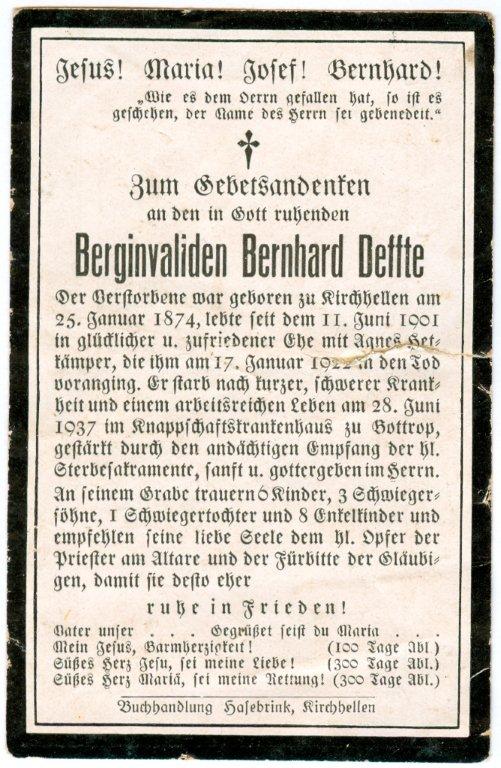 Jesus! Maria! Josef! Bernhard!
„Wie es dem Herrn gefallen hat, so ist es
geschehen, der Name des Herrn sei gebenedeit.“
Zum Gebetsandenken
an den in Gott ruhenden
Berginvaliden Bernhard Deffte
Der Verstorbene war geboren zu Kirchhellen am
25. Januar 1874, lebte seit dem 11. Juni 1901
in glücklicher u. zufriedener Ehe mit Agnes Het-
kämper, die ihm am 17. Januar 1922 in den Tod
voranging. Er starb nach kurzer, schwerer Krank-
heit und einem arbeitsreichen Leben am 28. Juni
1937 im Knappschaftskrankenhaus zu Bottrop,
gestärkt durch den andächtigen Empfang der hl.
Sterbesakramente, sanft u. gottergeben im Herrn.
An seinem Grabe trauern 6 Kinder, 3 Schwieger-
söhne, 1 Schwiegertochter und 8 Enkelkinder und
empfehlen seine liebe Seele dem hl. Opfer der
Priester am Altare und der Fürbitte der Gläubi-
gen, damit sie desto eher
ruhe in Frieden!
Vater unser . . . Gegrüßet seist du Maria . . .
Mein Jesus, Barmherzigkeit! (100 Tage Abl.)
Süßes Herz Jesu, sei meine Liebe! (300 Tage Abl.)
Süßes Herz Mariä, sei meine Rettung! (300 Tage Abl.)
Buchhandlung Hasebrink, Kirchhellen